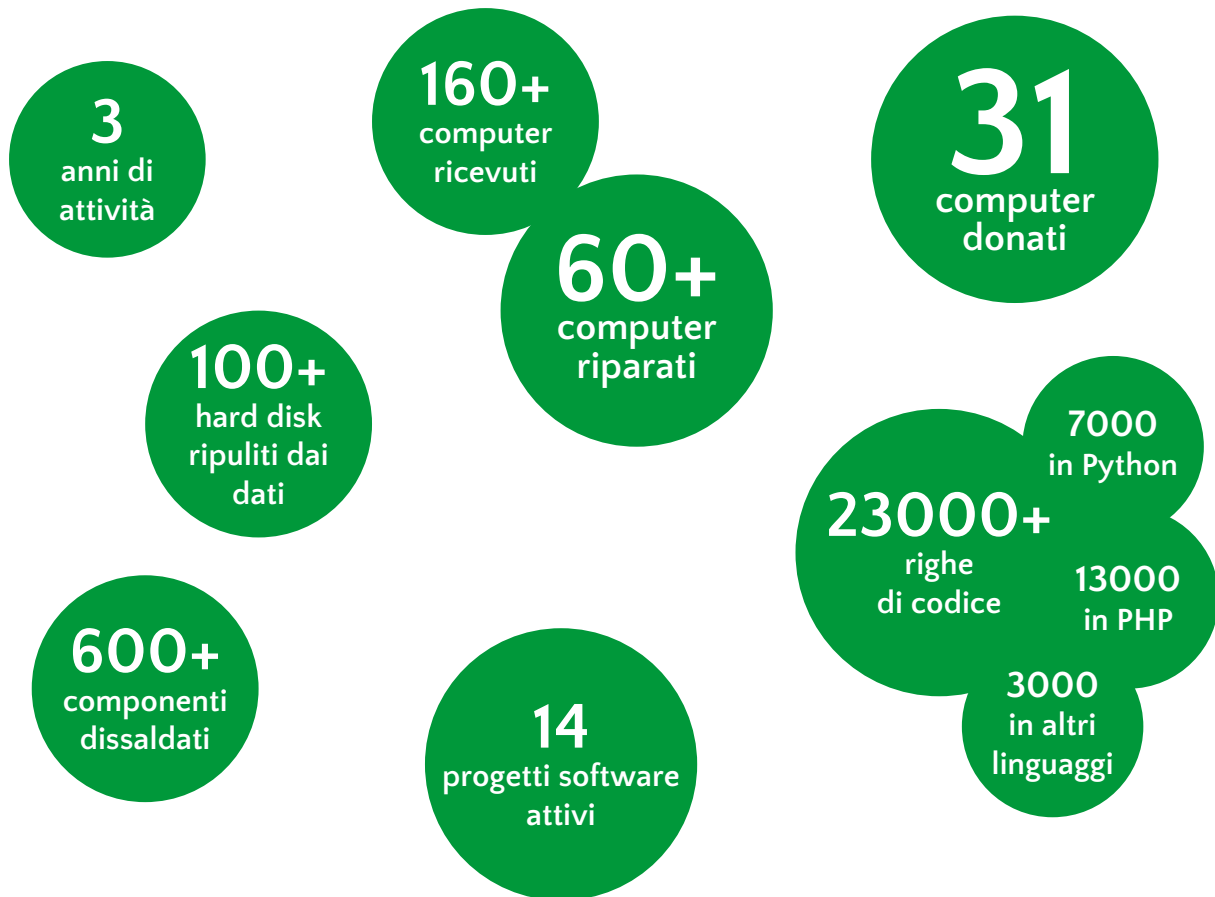 3
anni di
attività
160+
computer
ricevuti
60+
computer
riparati
31
computer
donati
100+
hard disk
ripuliti dai
dati
23000+
righe
di codice
7000
in Python
13000
in PHP
3000
in altri
linguaggi
600+
componenti
dissaldati
14
progetti software
attivi